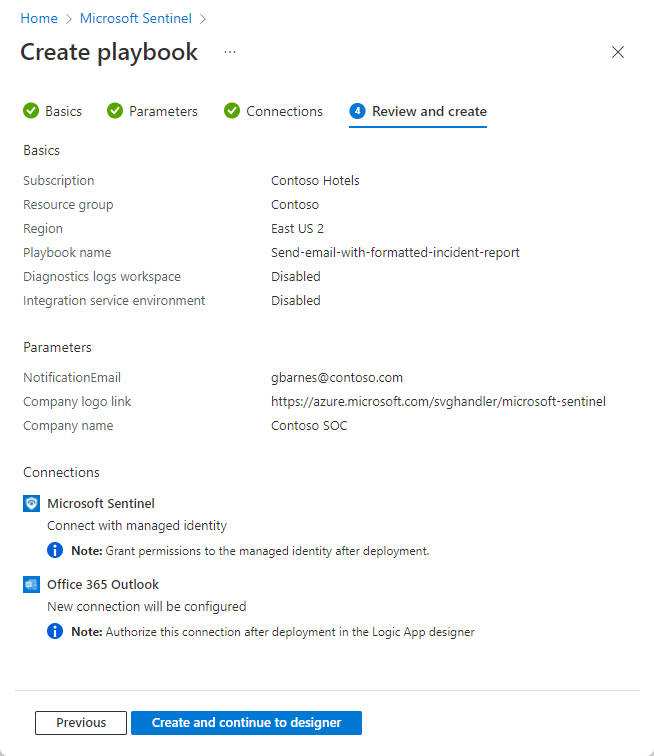 Home > Microsoft Sentinel >
Create playbook ...
Basics Parameters Connections 4 Review and create
Basics
Subscription Contoso Hotels
Resource group Contoso
Region East US 2
Playbook name Send-email-with-formatted-incident-report
Diagnostics logs workspace Disabled
Integration service environment Disabled
Parameters
NotificationEmail gbarnes@contoso.com
Company logo link https://azure.microsoft.com/svghandler/microsoft-sentinel
Company name Contoso SOC
Connections
Microsoft Sentinel
Connect with managed identity
Note: Grant permissions to the managed identity after deployment.
Office 365 Outlook
New connection will be configured
Note: Authorize this connection after deployment in the Logic App designer
Previous Create and continue to designer